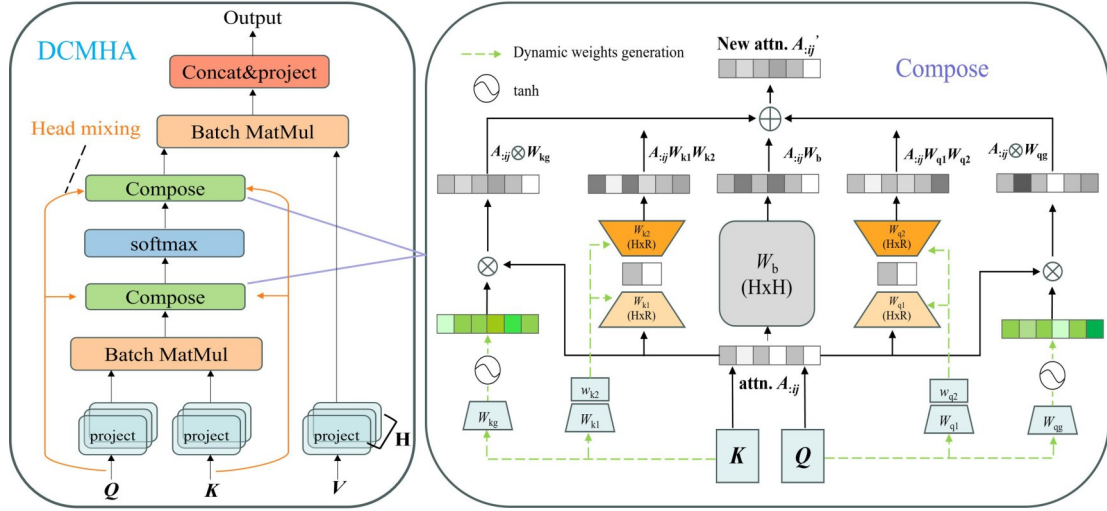 DCMHA
Output
Concat&project
Batch MatMul
Head mixing
Compose
softmax
Compose
Batch MatMul
project
project
project
H
Q
K
V
Dynamic weights generation
tanh
New attn. A:ij'
Compose
A:ij⊗Wkg
A:ijWk1Wk2
A:ijWb
A:ijWq1Wq2
A:ij⊗Wqg
Wk2
(HxR)
Wk1
(HxR)
Wb
(HxH)
Wq2
(HxR)
Wq1
(HxR)
attn. A:ij
Wkg
wk2
Wk1
K
Q
wq2
Wq1
Wqg